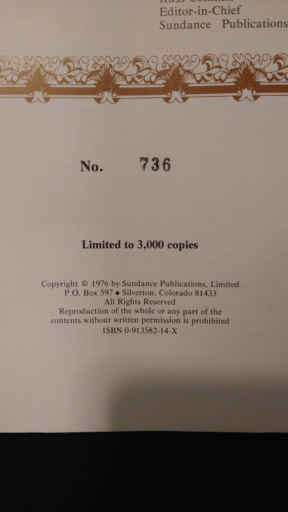 Editor-in-Chief
Sundance Publications
No. 736
Limited to 3,000 copies
Copyright © 1976 by Sundance Publications, Limited
P.O. Box 597 ● Silverton, Colorado 81433
All Rights Reserved
Reproduction of the whole or any part of the
contents without written permission is prohibited
ISBN 0-913582-14-X